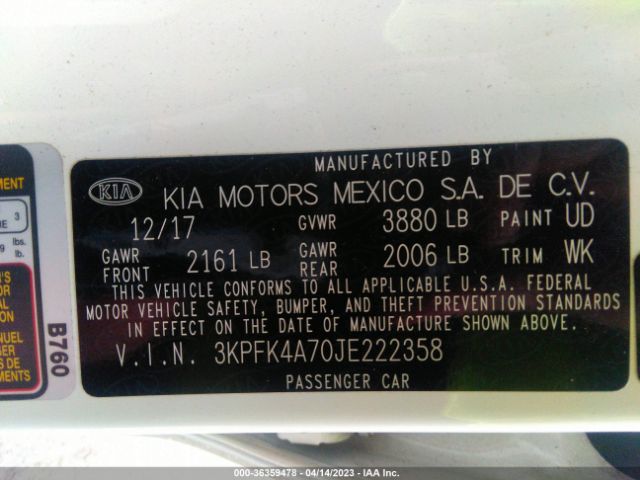 MANUFACTURED BY
KIA KIA MOTORS MEXICO S.A. DE C.V.
12/17 GVWR 3880 LB PAINT UD
GAWR FRONT 2161 LB GAWR REAR 2006 LB TRIM WK
THIS VEHICLE CONFORMS TO ALL APPLICABLE U.S.A. FEDERAL
MOTOR VEHICLE SAFETY, BUMPER, AND THEFT PREVENTION STANDARDS
IN EFFECT ON THE DATE OF MANUFACTURE SHOWN ABOVE.
V.I.N. 3KPFK4A70JE222358
PASSENGER CAR
B760
3
lbs.
lb.
000-36359478 - 04/14/2023 - IAA Inc.